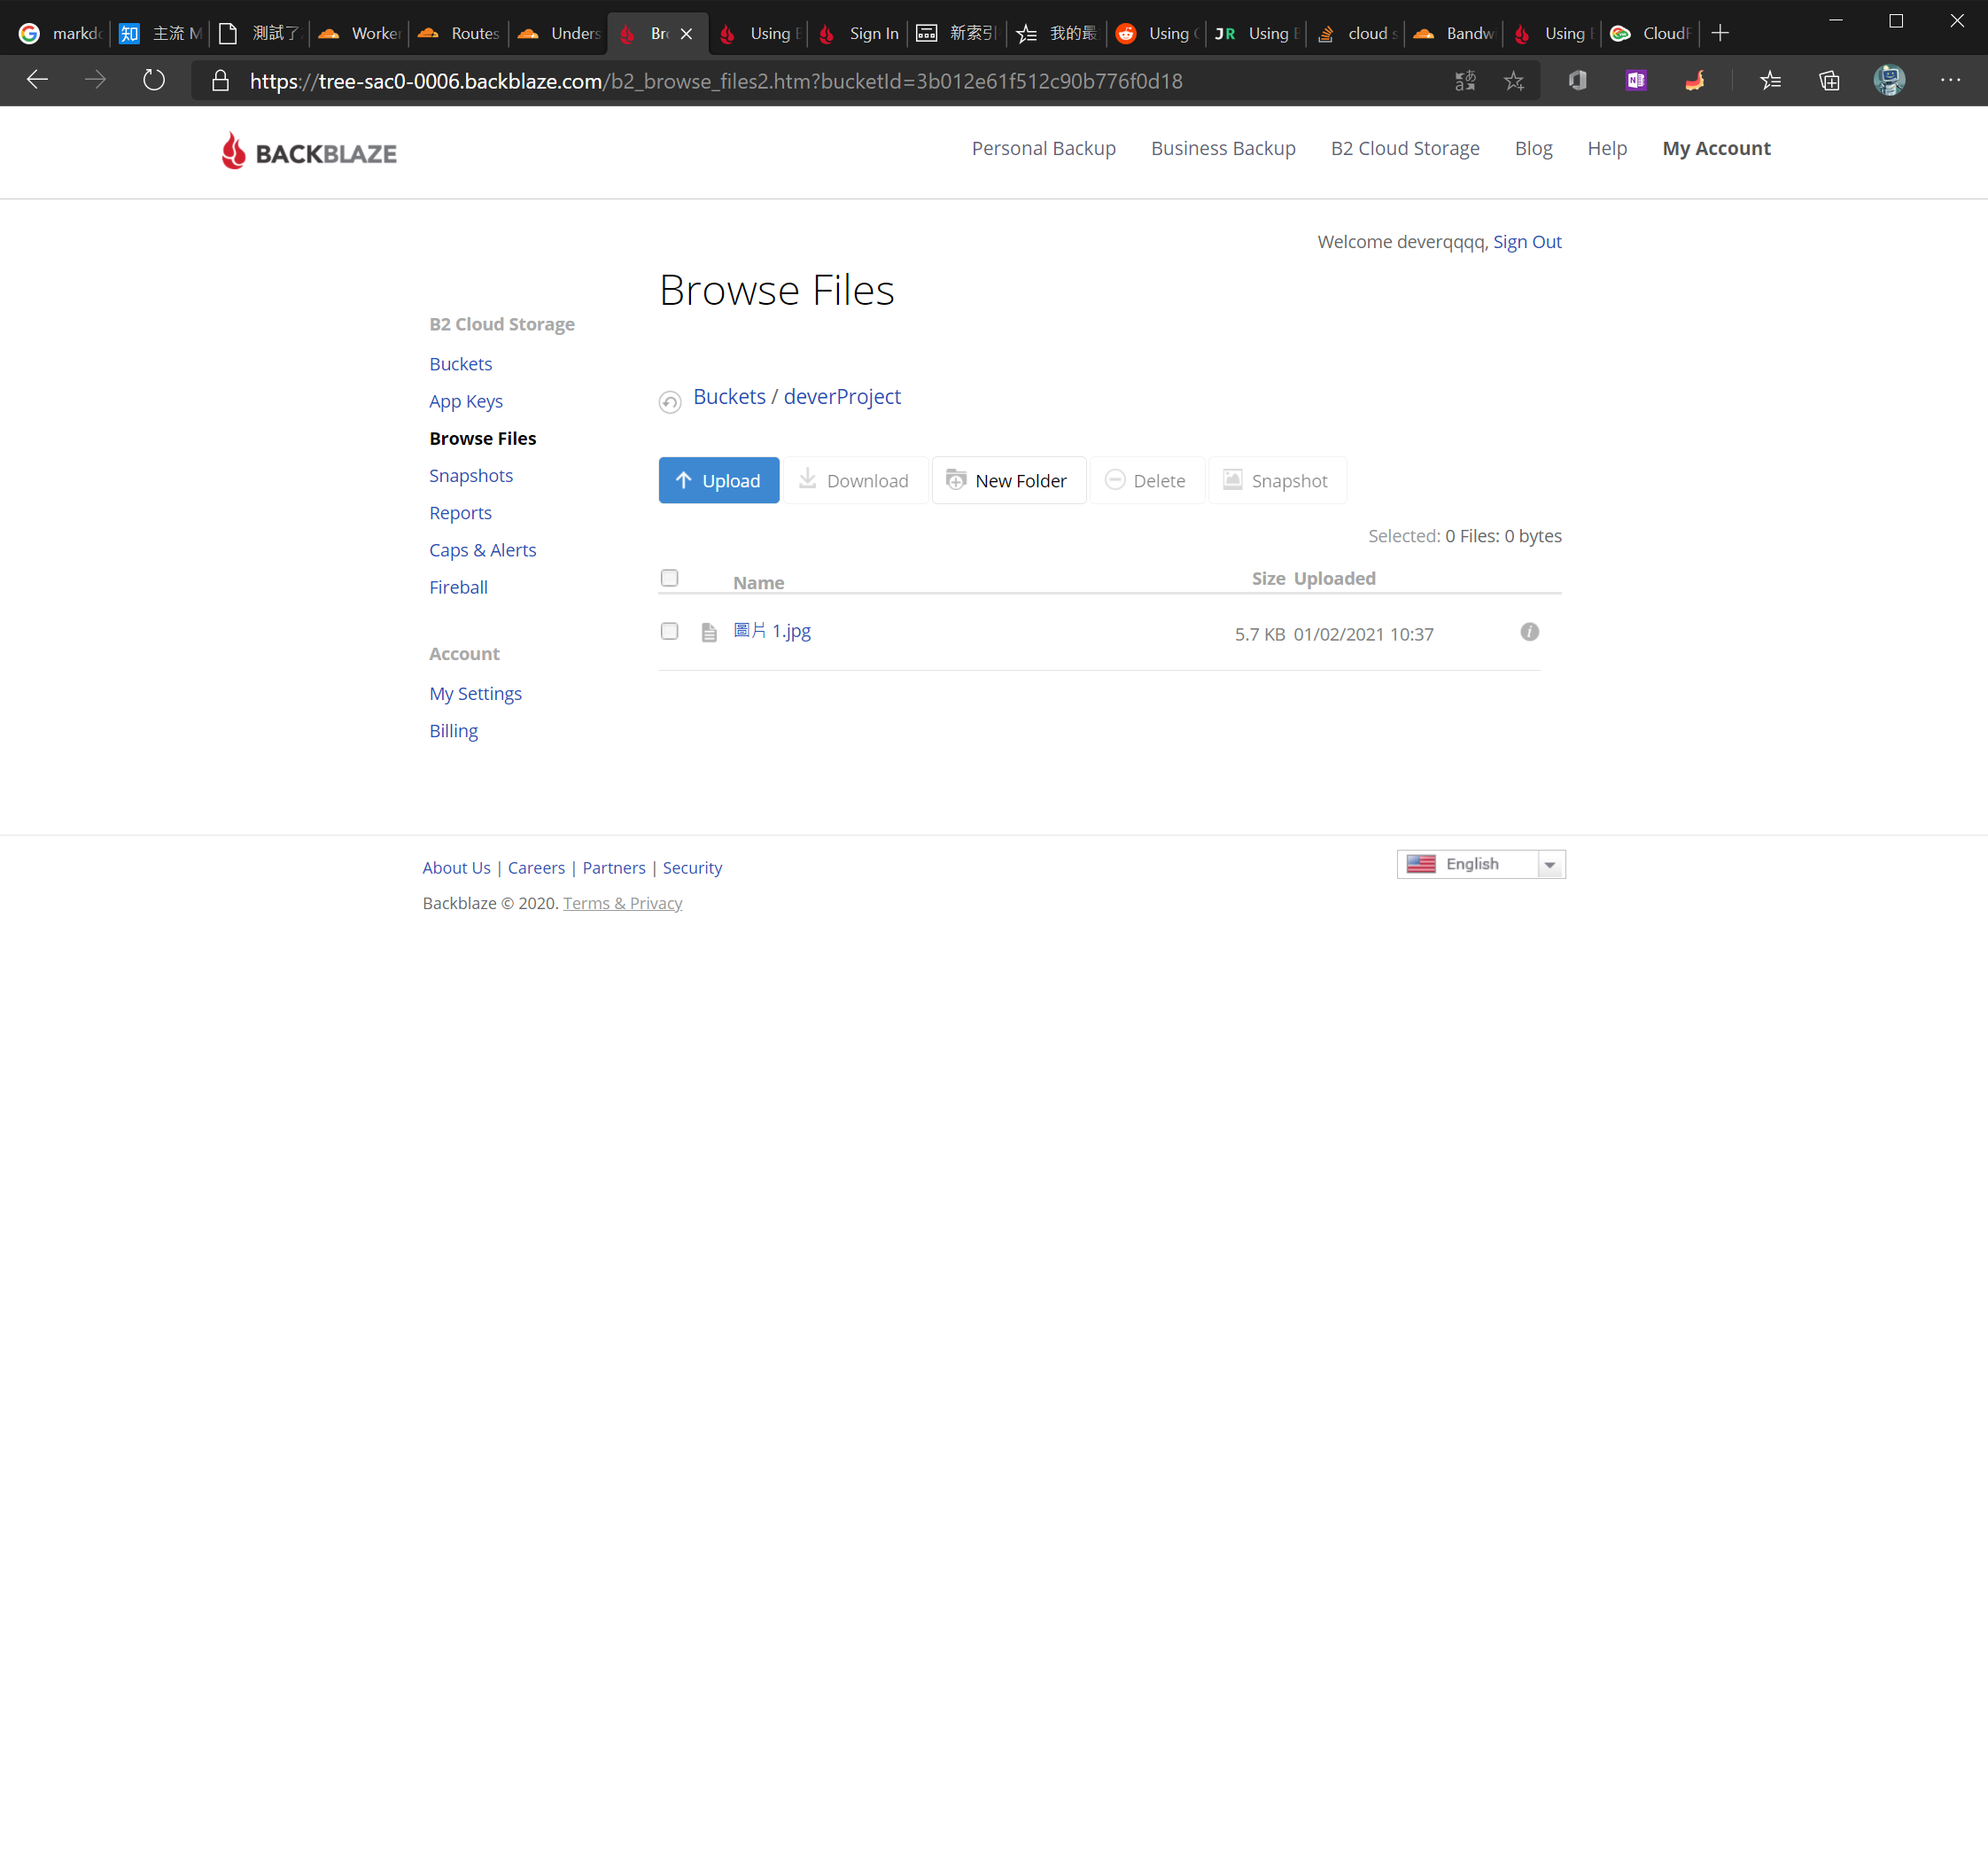 markdo
主流 M
測試了
Worker
Routes
Unders
Bro
Using B
Sign In
新索引
我的最
Using C
JR Using B
cloud s
Bandwi
Using B
CloudF
https://tree-sac0-0006.backblaze.com/b2_browse_files2.htm?bucketId=3b012e61f512c90b776f0d18
BACKBLAZE
Personal Backup
Business Backup
B2 Cloud Storage
Blog
Help
My Account
Welcome deverqqqq, Sign Out
Browse Files
B2 Cloud Storage
Buckets
App Keys
Browse Files
Snapshots
Reports
Caps & Alerts
Fireball
Account
My Settings
Billing
Buckets / deverProject
Upload
Download
New Folder
Delete
Snapshot
Selected: 0 Files: 0 bytes
Name Size Uploaded
圖片 1.jpg 5.7 KB 01/02/2021 10:37
About Us | Careers | Partners | Security
English
Backblaze © 2020. Terms & Privacy